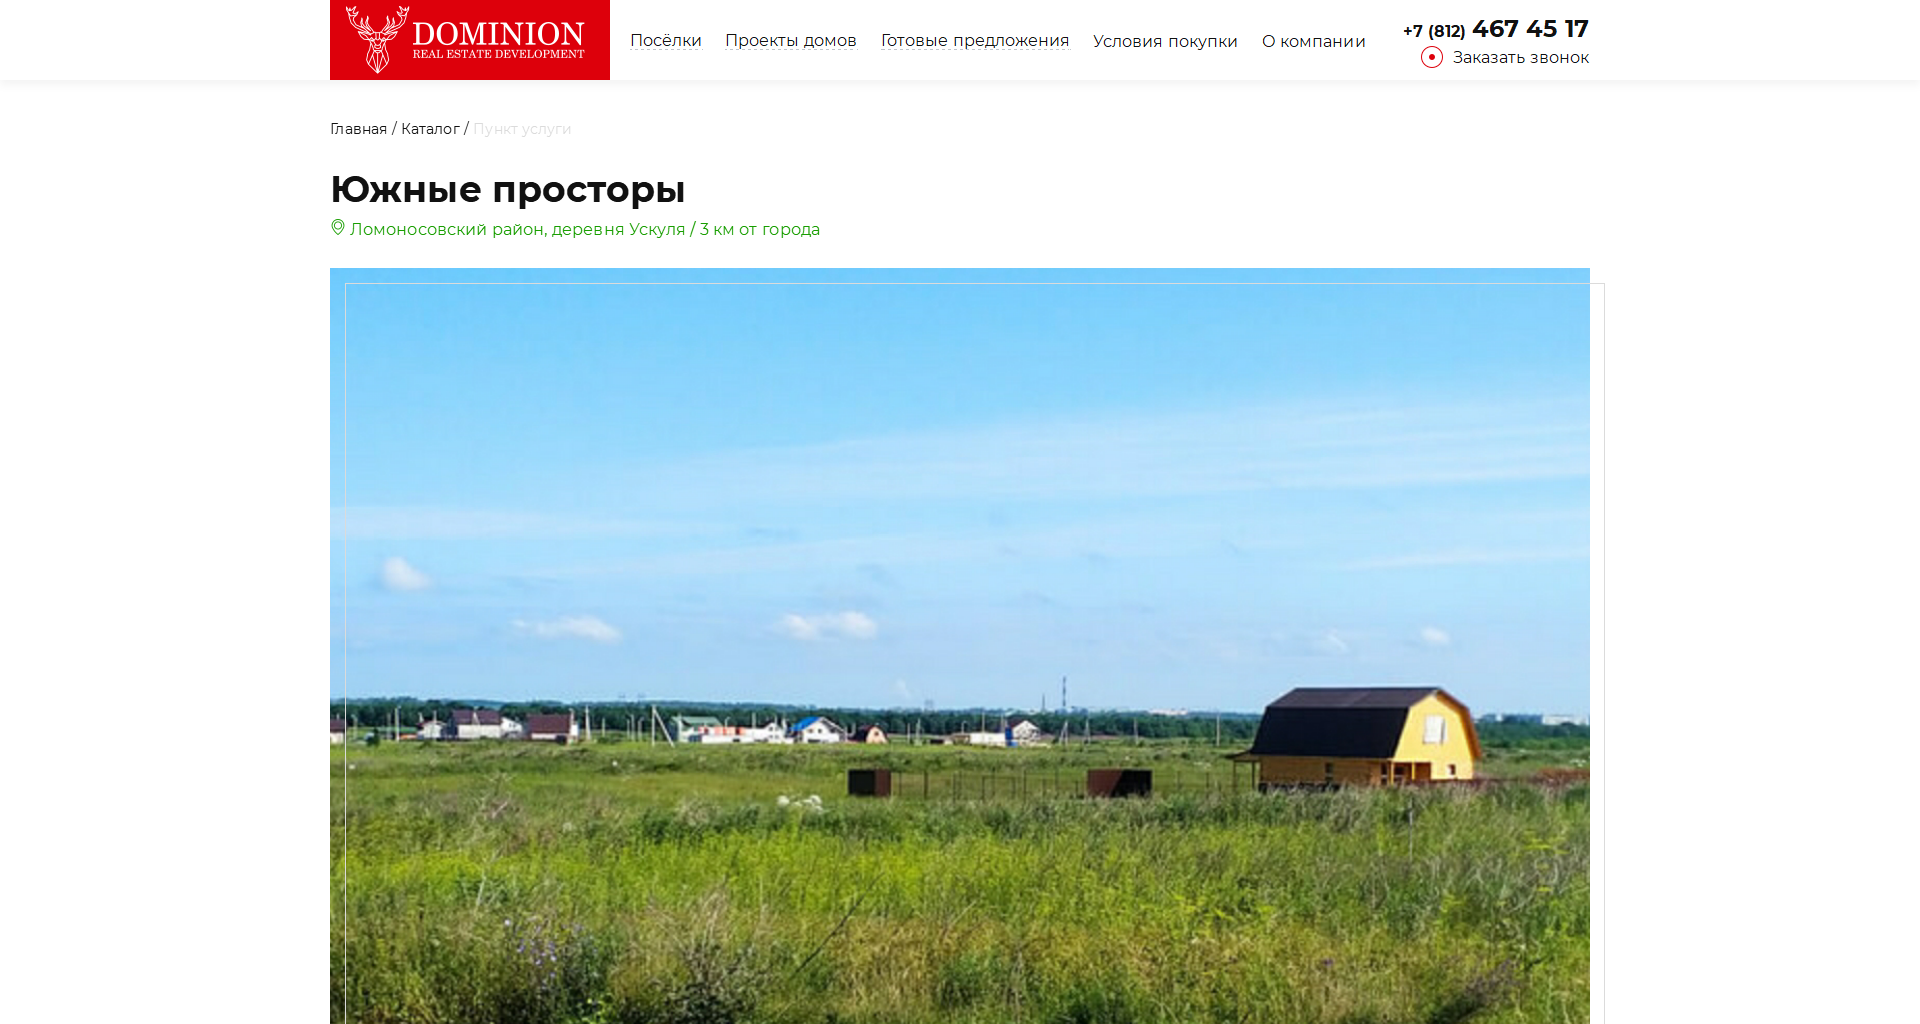 DOMINION
REAL ESTATE DEVELOPMENT
Посёлки Проекты домов Готовые предложения Условия покупки О компании
+7 (812) 467 45 17
Заказать звонок
Главная / Каталог / Пункт услуги
Южные просторы
Ломоносовский район, деревня Ускуля / 3 км от города